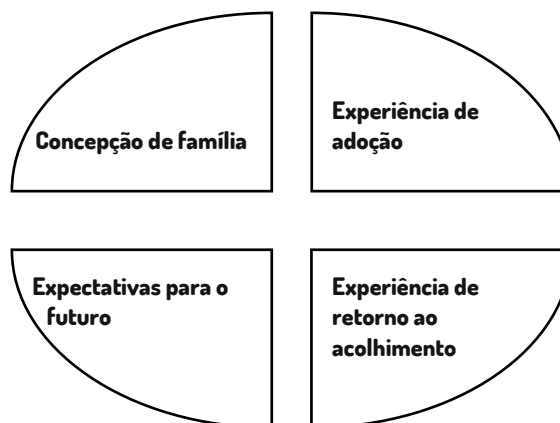 Concepção de família
Experiência de
adoção
Expectativas para o
futuro
Experiência de
retorno ao
acolhimento